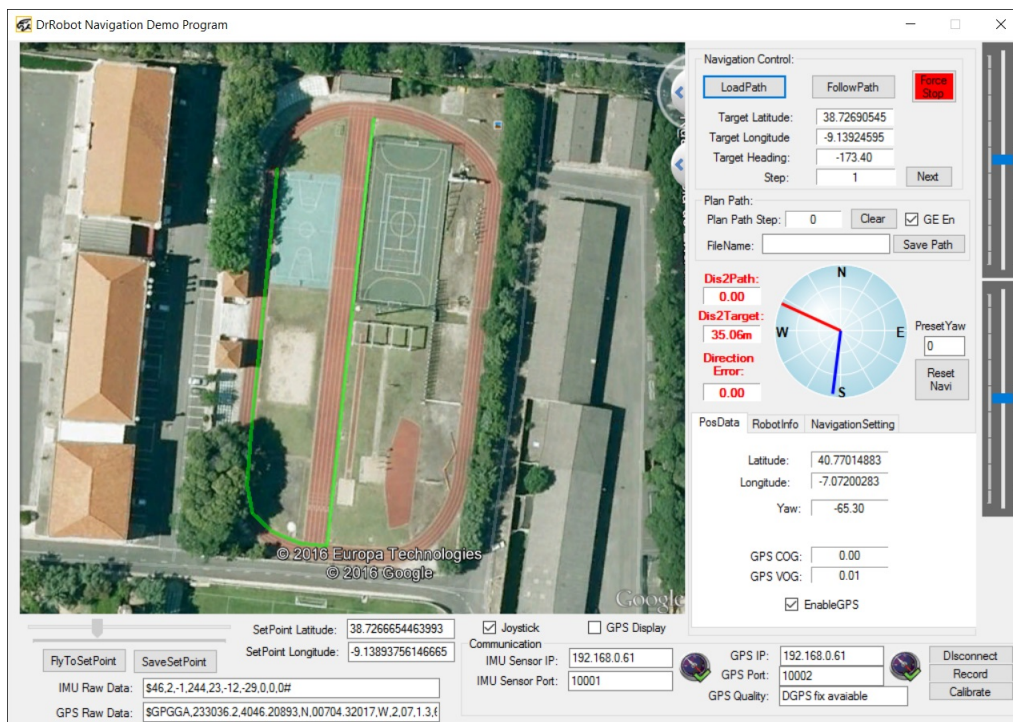 DrRobot Navigation Demo Program
Navigation Control:
LoadPath
FollowPath
Force
Stop
Target Latitude: 38.72690545
Target Longitude -9.13924595
Target Heading: -173.40
Step: 1 Next
Plan Path:
Plan Path Step: 0 Clear GE En
FileName: Save Path
Dis2Path:
0.00
Dis2Target:
35.06m
Direction
Error:
0.00
N
W
E
S
PresetYaw
0
Reset
Navi
PosData RobotInfo NavigationSetting
Latitude: 40.77014883
Longitude: -7.07200283
Yaw: -65.30
GPS COG: 0.00
GPS VOG: 0.01
EnableGPS
© 2016 Europa Technologies
© 2016 Google
Google
SetPoint Latitude: 38.7266654463993
SetPoint Longitude: -9.13893756146665
FlyToSetPoint SaveSetPoint
IMU Raw Data: $46,2,-1,244,23,-12,-29,0,0,0#
GPS Raw Data: $GPGGA,233036.2,4046.20893,N,00704.32017,W,2,07,1.3,
Joystick GPS Display
Communication
IMU Sensor IP: 192.168.0.61
IMU Sensor Port: 10001
GPS IP: 192.168.0.61
GPS Port: 10002
GPS Quality: DGPS fix avaiable
DIsconnect
Record
Calibrate